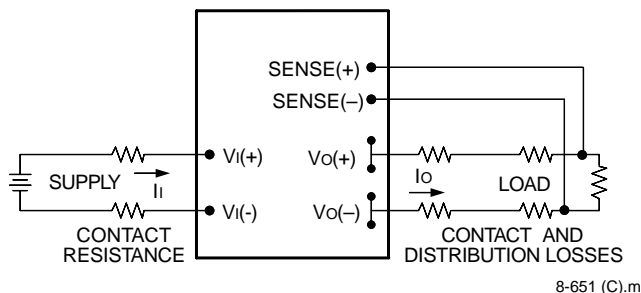 SENSE(+)
SENSE(–)
VI(+)
VO(+)
IO
SUPPLY
II
LOAD
VI(-)
VO(–)
CONTACT
RESISTANCE
CONTACT AND
DISTRIBUTION LOSSES
8-651 (C).m